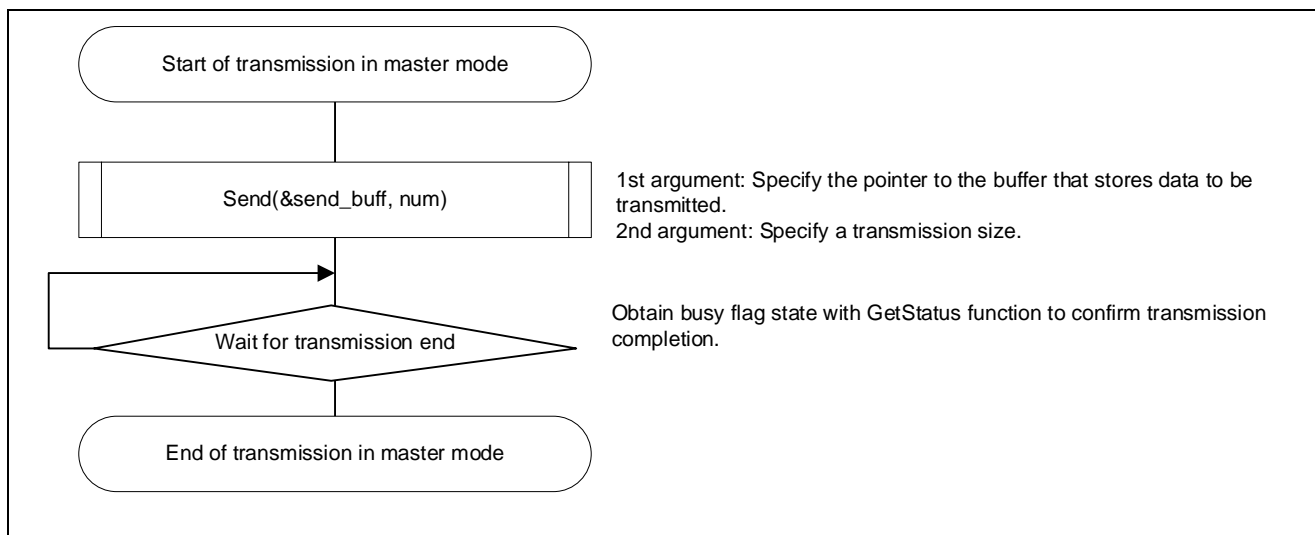 Start of transmission in master mode
Send(&send_buff, num)
1st argument: Specify the pointer to the buffer that stores data to be
transmitted.
2nd argument: Specify a transmission size.
Obtain busy flag state with GetStatus function to confirm transmission
completion.
Wait for transmission end
End of transmission in master mode